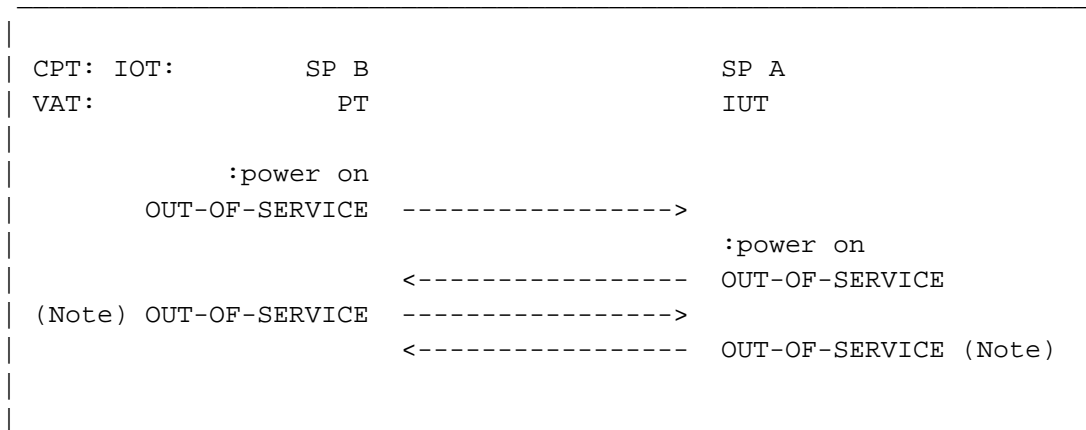 CPT: IOT: SP B SP A
VAT: PT IUT
:power on
OUT-OF-SERVICE ----------------->
:power on
<----------------- OUT-OF-SERVICE
(Note) OUT-OF-SERVICE ----------------->
<----------------- OUT-OF-SERVICE (Note)